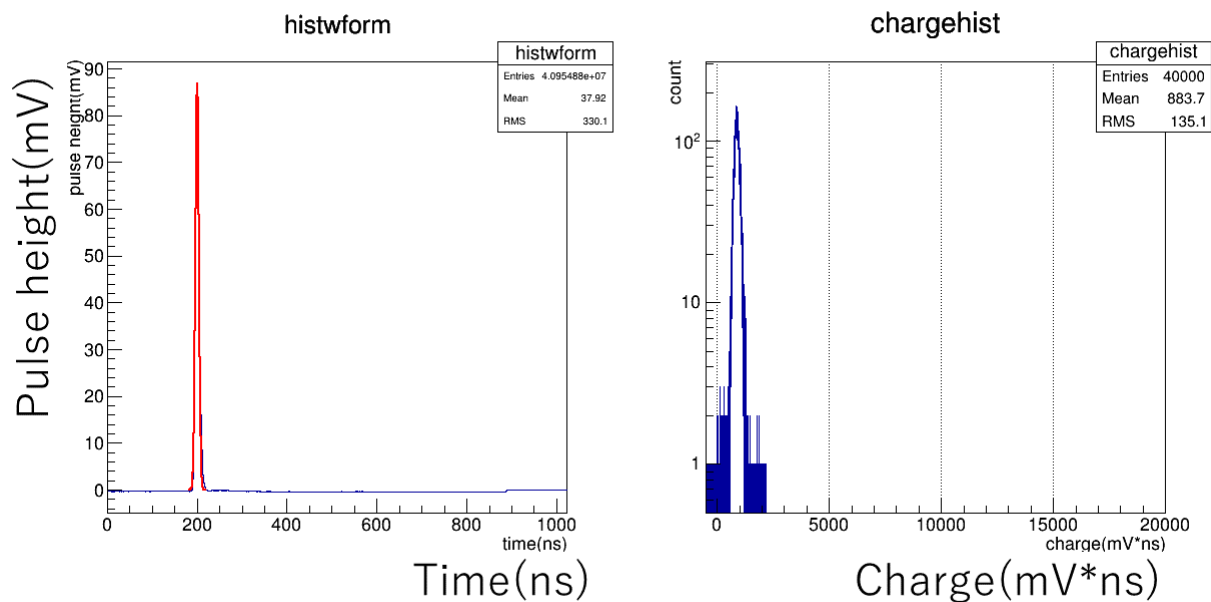 histwform
histwform
Entries 4.095488e+07
Mean 37.92
RMS 330.1
Pulse height(mV)
pulse neignt(mV)
90
80
70
60
50
40
30
20
10
0
0 200 400 600 800 1000
time(ns)
Time(ns)
chargehist
chargehist
Entries 40000
Mean 883.7
RMS 135.1
count
10²
10
1
0 5000 10000 15000 20000
charge(mV*ns)
Charge(mV*ns)